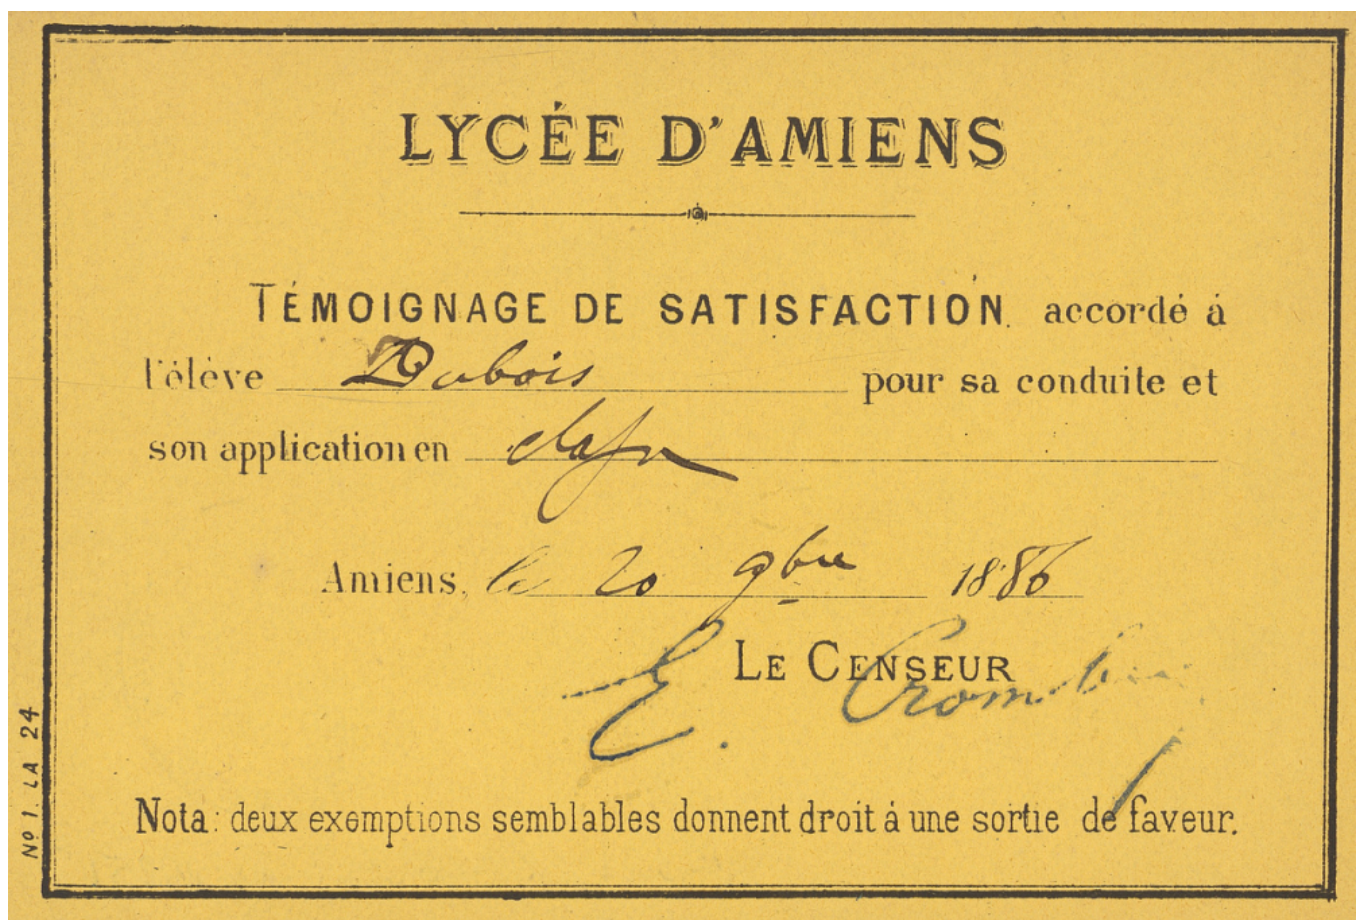 LYCÉE D'AMIENS
TÉMOIGNAGE DE SATISFACTION accordé à
l'élève Dubois pour sa conduite et
son application en classe
Amiens, le 20 9bre 1886
LE CENSEUR
E.
Nota: deux exemptions semblables donnent droit à une sortie de faveur.
Nº 1. LA 24